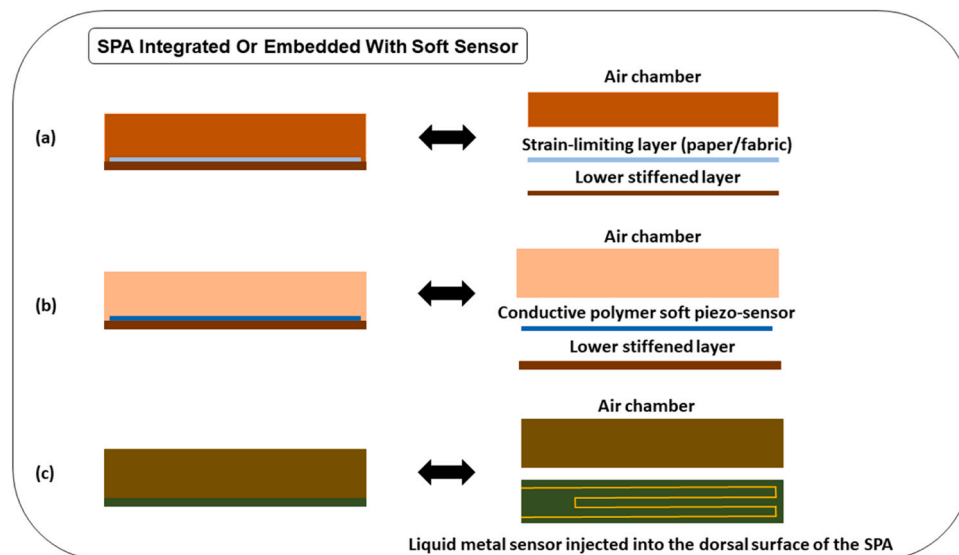 SPA Integrated Or Embedded With Soft Sensor
(a)
Air chamber
Strain-limiting layer (paper/fabric)
Lower stiffened layer
(b)
Air chamber
Conductive polymer soft piezo-sensor
Lower stiffened layer
(c)
Air chamber
Liquid metal sensor injected into the dorsal surface of the SPA